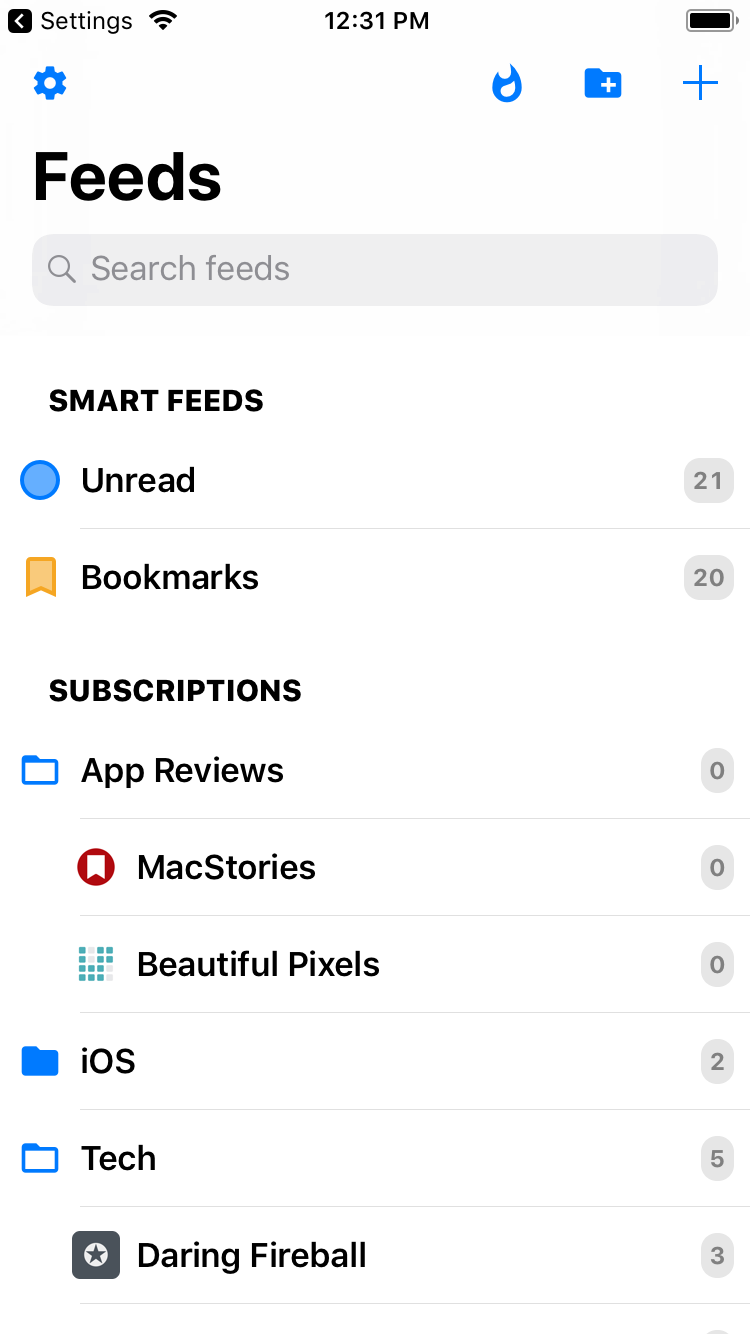 Settings 12:31 PM
Feeds
Search feeds
SMART FEEDS
Unread 21
Bookmarks 20
SUBSCRIPTIONS
App Reviews 0
MacStories 0
Beautiful Pixels 0
iOS 2
Tech 5
Daring Fireball 3